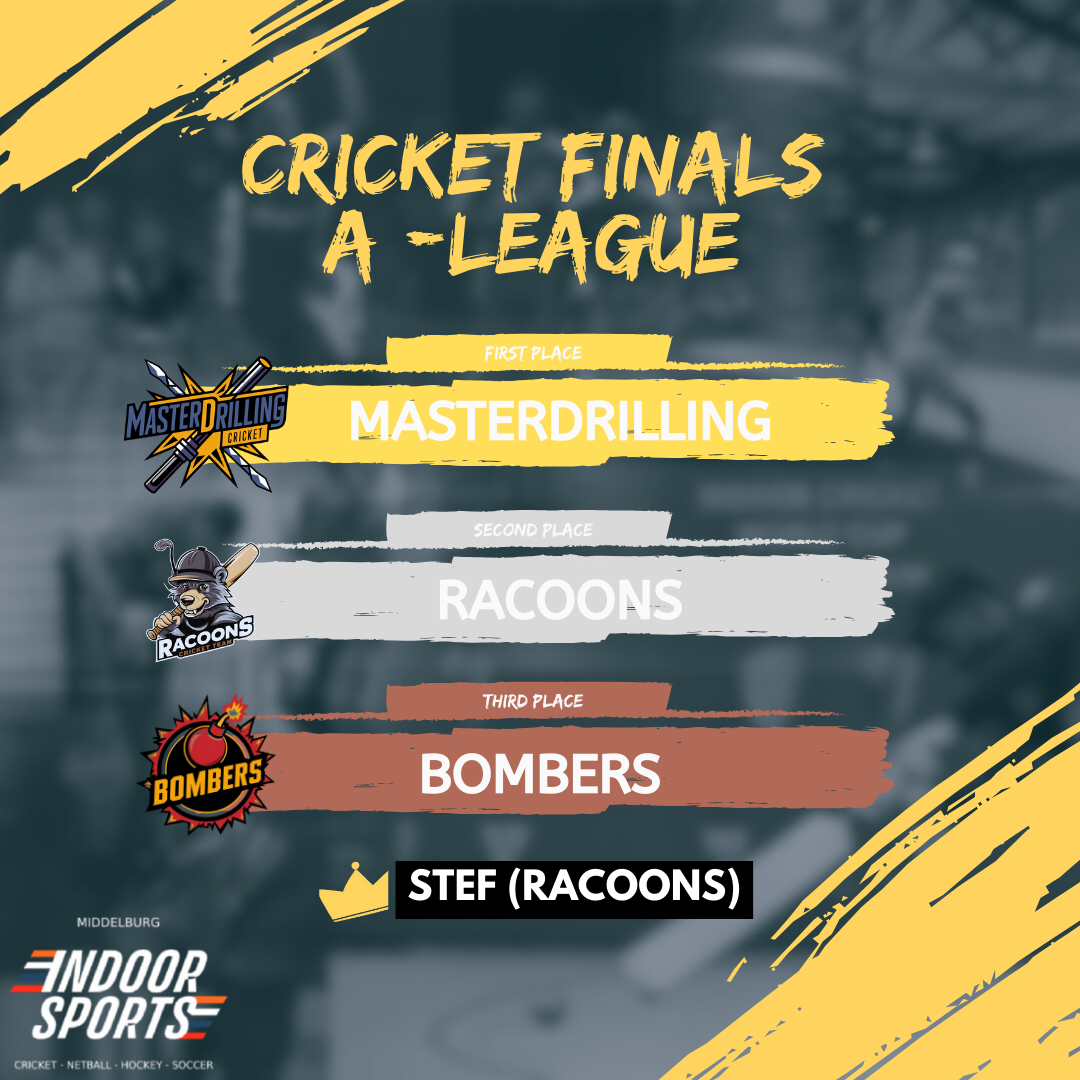 CRICKET FINALS
A -LEAGUE
FIRST PLACE
MASTERDRILLING
CRICKET
MASTERDRILLING
SECOND PLACE
RACOONS
RACOONS
CRICKET TEAM
THIRD PLACE
BOMBERS
BOMBERS
STEF (RACOONS)
MIDDELBURG
INDOOR
SPORTS
CRICKET - NETBALL - HOCKEY - SOCCER